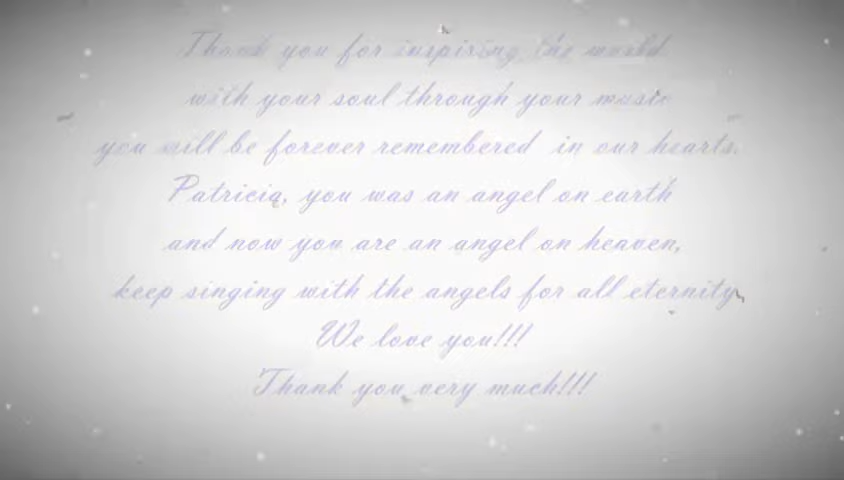 Thank you for inspiring the world
with your soul through your music
you will be forever remembered in our hearts.
Patricia, you was an angel on earth
and now you are an angel on heaven,
keep singing with the angels for all eternity
We love you!!!
Thank you very much!!!